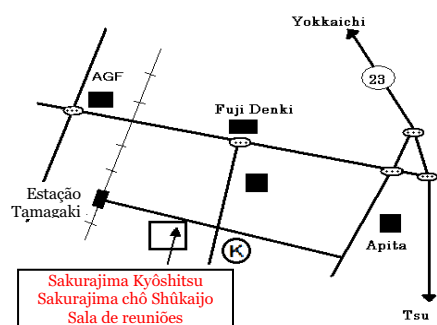 Yokkaichi
23
AGF
Fuji Denki
Estação
Tamagaki
K
Apita
Tsu
Sakurajima Kyôshitsu
Sakurajima chô Shûkaijo
Sala de reuniões